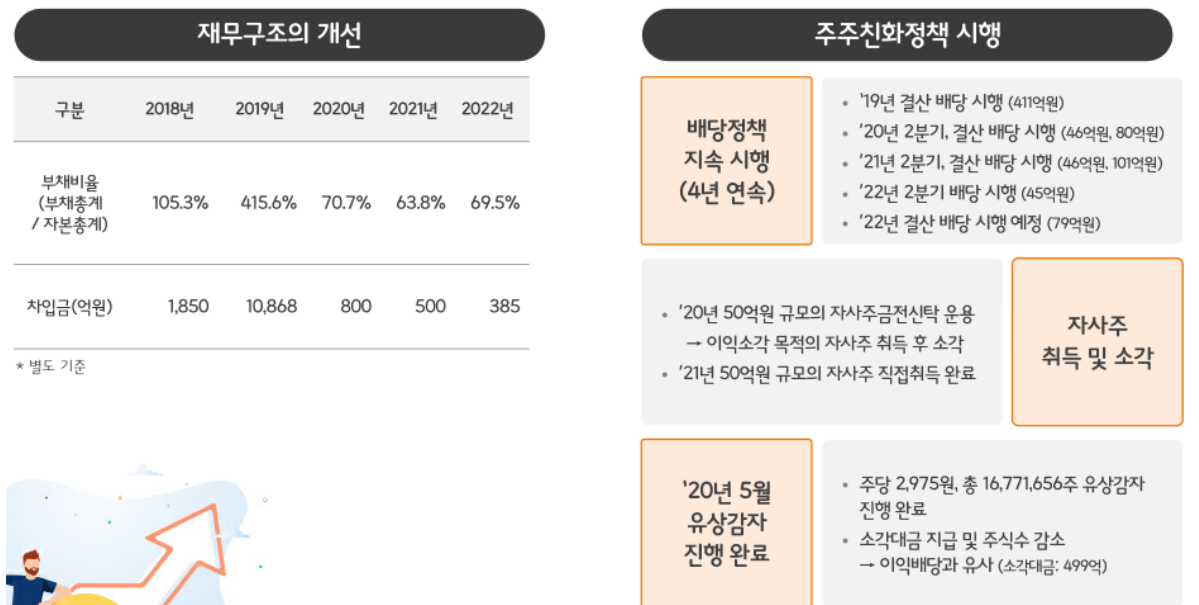 재무구조의 개선
구분 2018년 2019년 2020년 2021년 2022년
부채비율
(부채총계
/ 자본총계)
105.3% 415.6% 70.7% 63.8% 69.5%
차입금(억원) 1,850 10,868 800 500 385
* 별도 기준
주주친화정책 시행
배당정책
지속 시행
(4년 연속)
• '19년 결산 배당 시행 (411억원)
• '20년 2분기, 결산 배당 시행 (46억원, 80억원)
• '21년 2분기, 결산 배당 시행 (46억원, 101억원)
• '22년 2분기 배당 시행 (45억원)
• '22년 결산 배당 시행 예정 (79억원)
• '20년 50억원 규모의 자사주금전신탁 운용
→ 이익소각 목적의 자사주 취득 후 소각
• '21년 50억원 규모의 자사주 직접취득 완료
자사주
취득 및 소각
'20년 5월
유상감자
진행 완료
• 주당 2,975원, 총 16,771,656주 유상감자
진행 완료
• 소각대금 지급 및 주식수 감소
→ 이익배당과 유사 (소각대금: 499억)